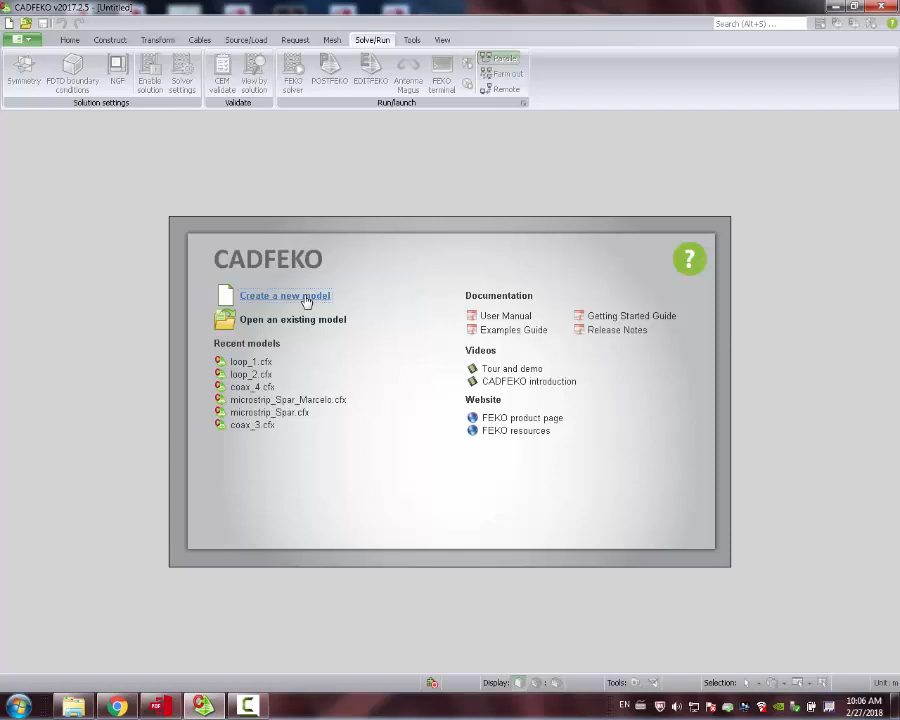 CADFEKO v2017.2.5 - [Untitled]
Search (Alt+S)
Home Construct Transform Cables Source/Load Request Mesh Solve/Run Tools View
Symmetry FDTD boundary conditions NGF Enable solution Solver settings CEM validate View by solution FEKO solver POSTFEKO EDITFEKO Antenna Magus FEKO terminal
Farm out
Remote
Solution settings Validate Run/launch
CADFEKO
?
Create a new model
Open an existing model
Recent models
loop_1.cfx
loop_2.cfx
coax_4.cfx
microstrip_Spar_Marcelo.cfx
microstrip_Spar.cfx
coax_3.cfx
Documentation
User Manual Getting Started Guide
Examples Guide Release Notes
Videos
Tour and demo
CADFEKO introduction
Website
FEKO product page
FEKO resources
Display: Tools: Selection: Unit: m
EN
10:06 AM
2/27/2018